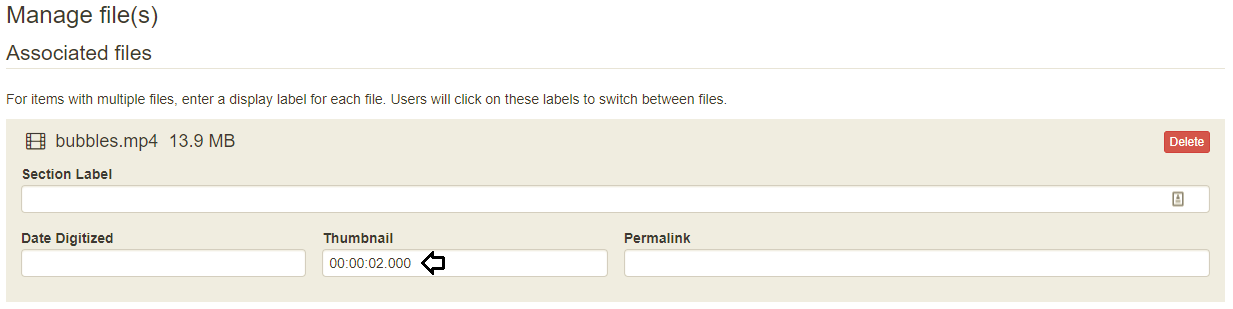 Manage file(s)
Associated files
For items with multiple files, enter a display label for each file. Users will click on these labels to switch between files.
bubbles.mp4 13.9 MB
Delete
Section Label
Date Digitized Thumbnail Permalink
00:00:02.000